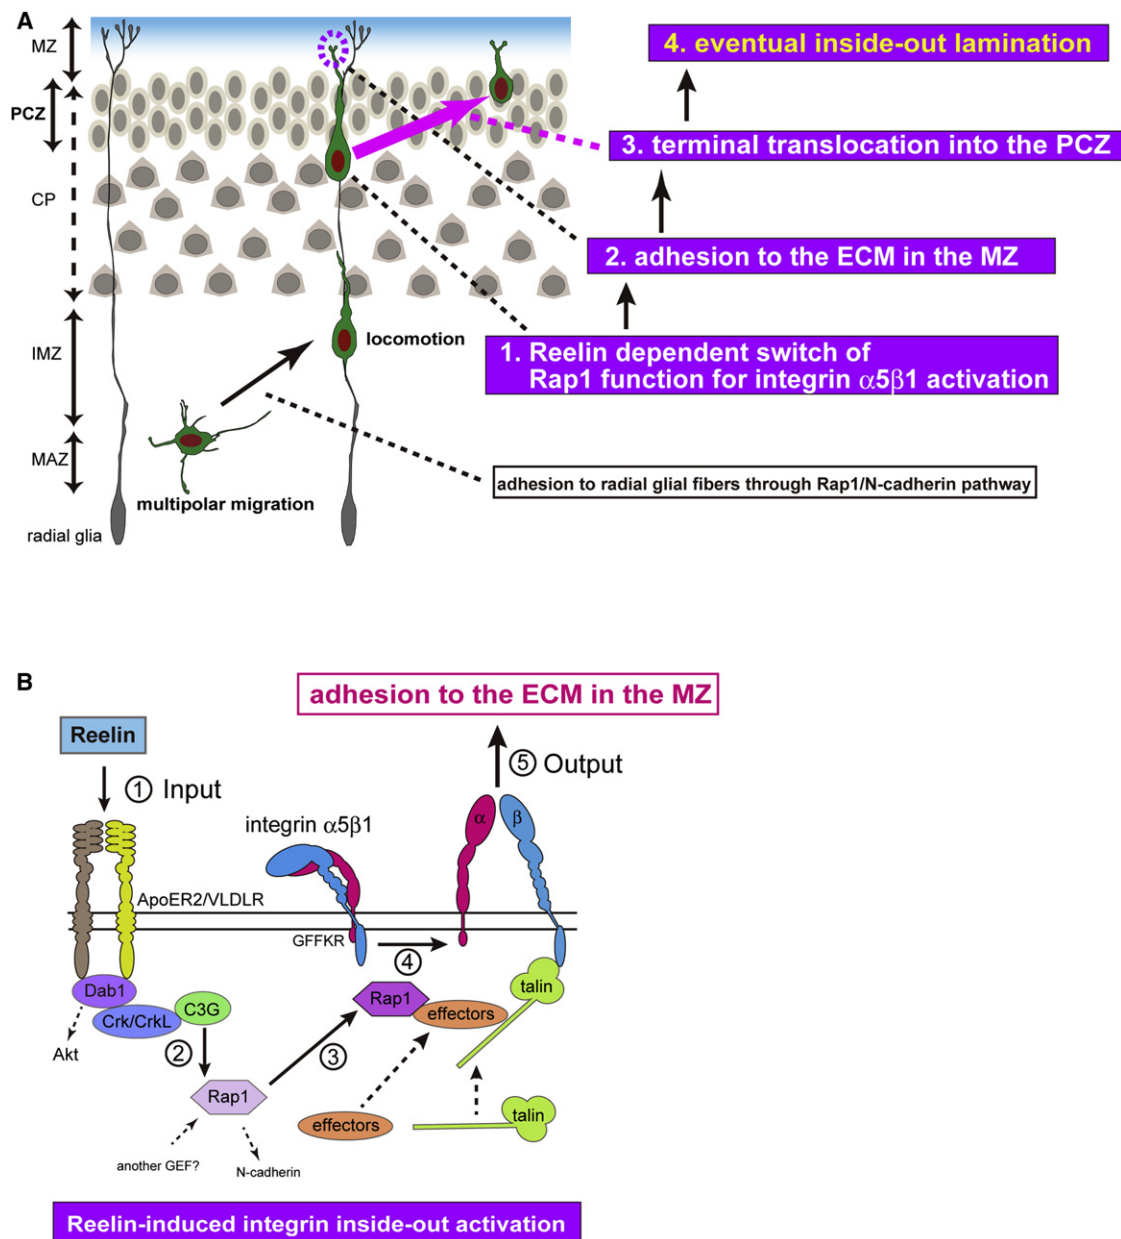 A
MZ
PCZ
CP
IMZ
MAZ
radial glia
multipolar migration
locomotion
4. eventual inside-out lamination
3. terminal translocation into the PCZ
2. adhesion to the ECM in the MZ
1. Reelin dependent switch of
Rap1 function for integrin α5β1 activation
adhesion to radial glial fibers through Rap1/N-cadherin pathway
B
adhesion to the ECM in the MZ
Reelin
① Input
⑤ Output
integrin α5β1
α
β
ApoER2/VLDLR
GFFKR
④
Dab1
Crk/CrkL
C3G
Akt
②
Rap1
③
Rap1
effectors
talin
effectors
talin
another GEF?
N-cadherin
Reelin-induced integrin inside-out activation